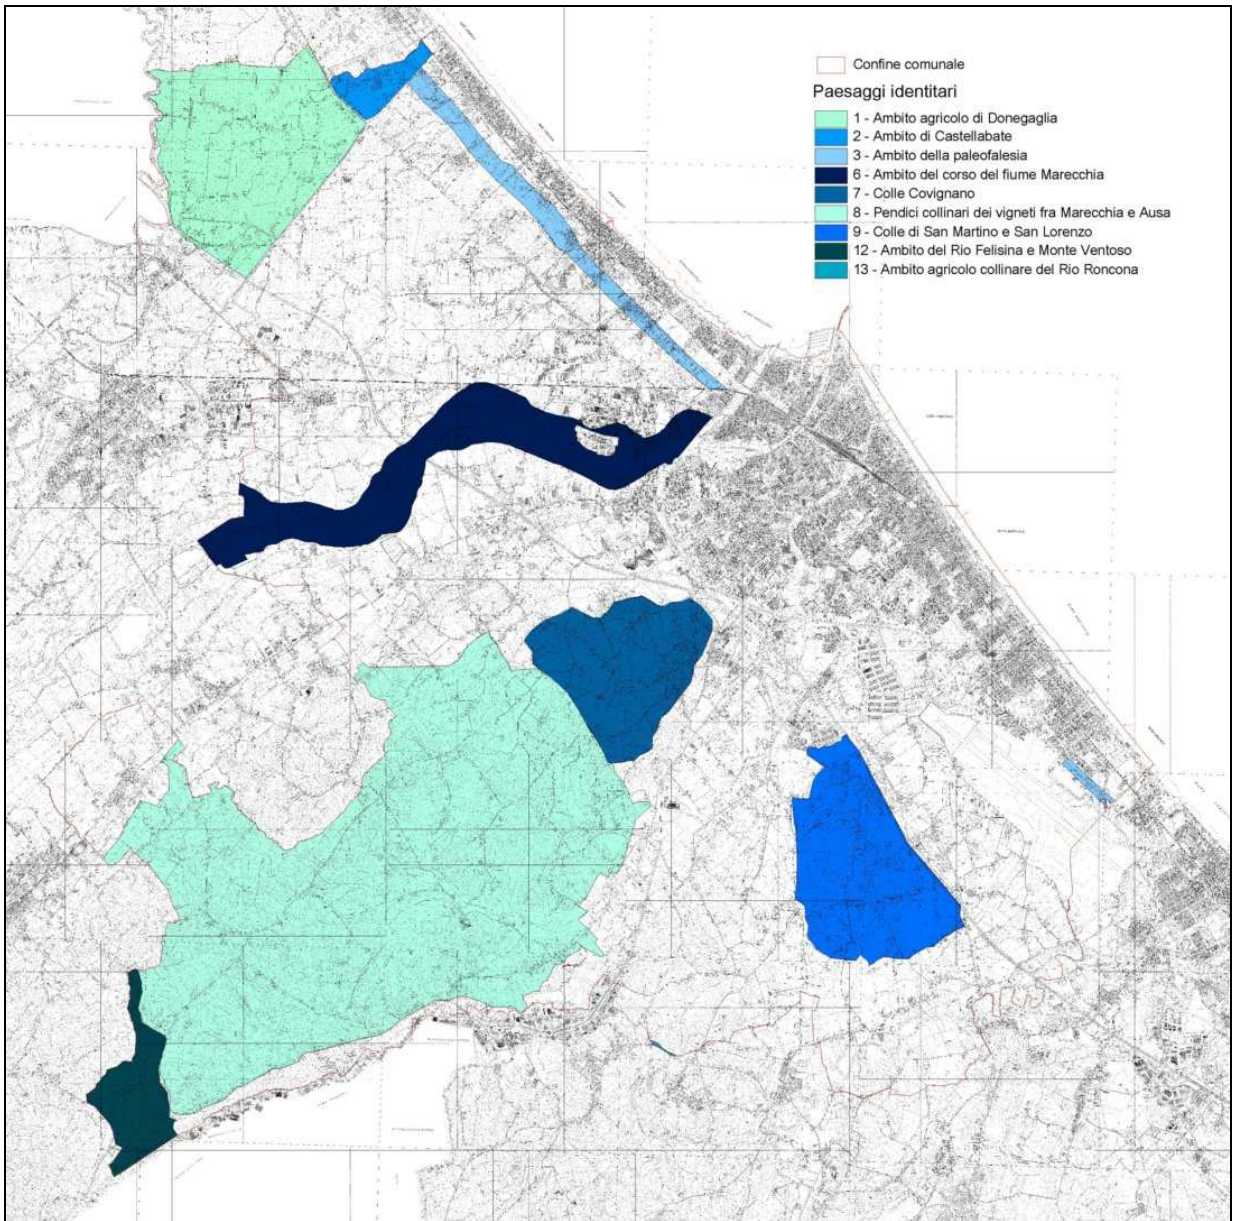 Confine comunale
Paesaggi identitari
1 - Ambito agricolo di Donegaglia
2 - Ambito di Castellabate
3 - Ambito della paleofalesia
6 - Ambito del corso del fiume Marecchia
7 - Colle Covignano
8 - Pendici collinari dei vigneti fra Marecchia e Ausa
9 - Colle di San Martino e San Lorenzo
12 - Ambito del Rio Felisina e Monte Ventoso
13 - Ambito agricolo collinare del Rio Roncona